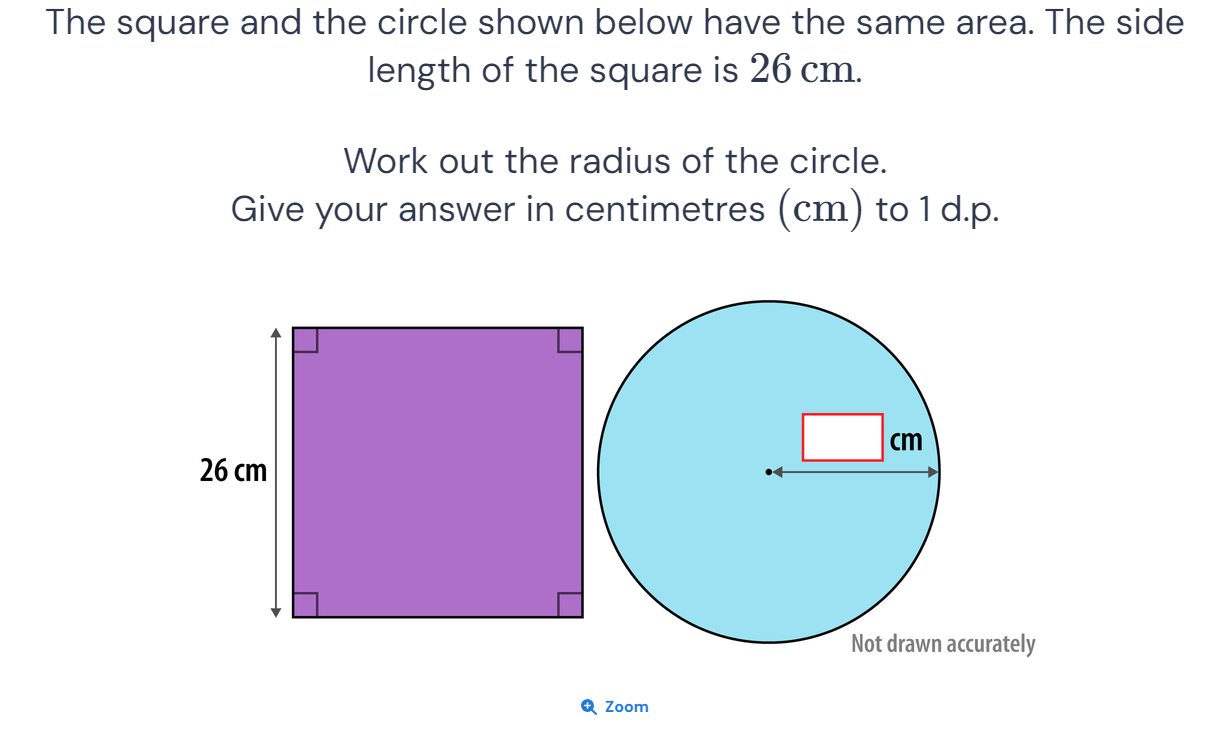 The square and the circle shown below have the same area. The side
length of the square is 26 cm.
Work out the radius of the circle.
Give your answer in centimetres (cm) to 1 d.p.
26 cm
cm
Not drawn accurately
Zoom